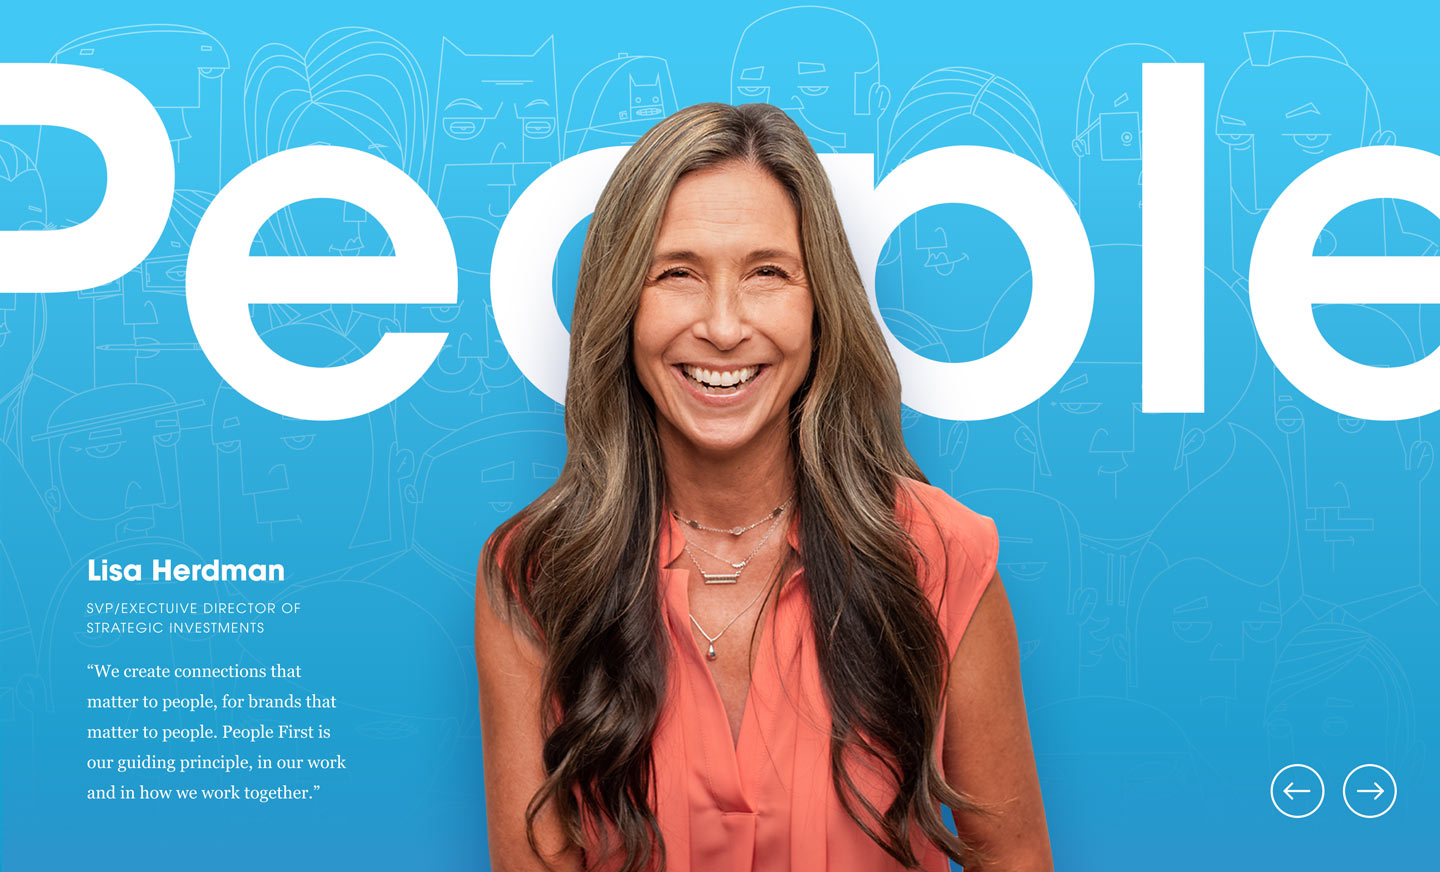 People
Lisa Herdman
SVP/EXECTUIVE DIRECTOR OF
STRATEGIC INVESTMENTS
“We create connections that
matter to people, for brands that
matter to people. People First is
our guiding principle, in our work
and in how we work together.”